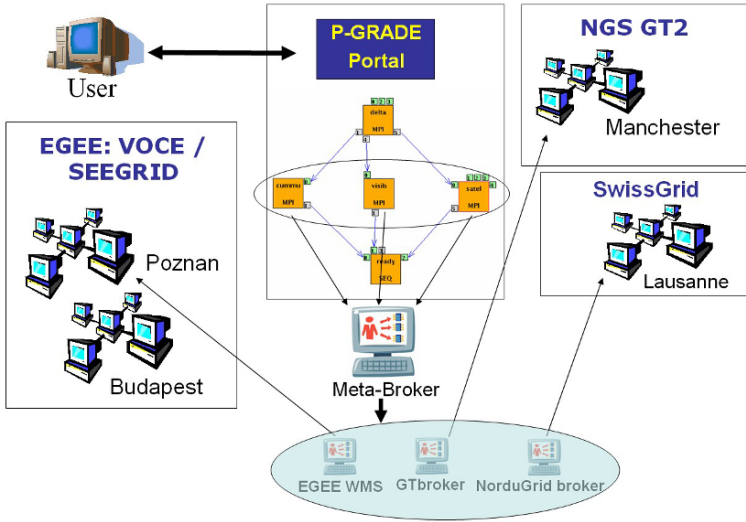 P-GRADE
Portal
User
NGS GT2
Manchester
EGEE: VOCE /
SEEGRID
Poznan
Budapest
delta
MPI
cummu
MPI
visib
MPI
satel
MPI
ready
SEQ
SwissGrid
Lausanne
Meta-Broker
EGEE WMS
GTbroker
NorduGrid broker